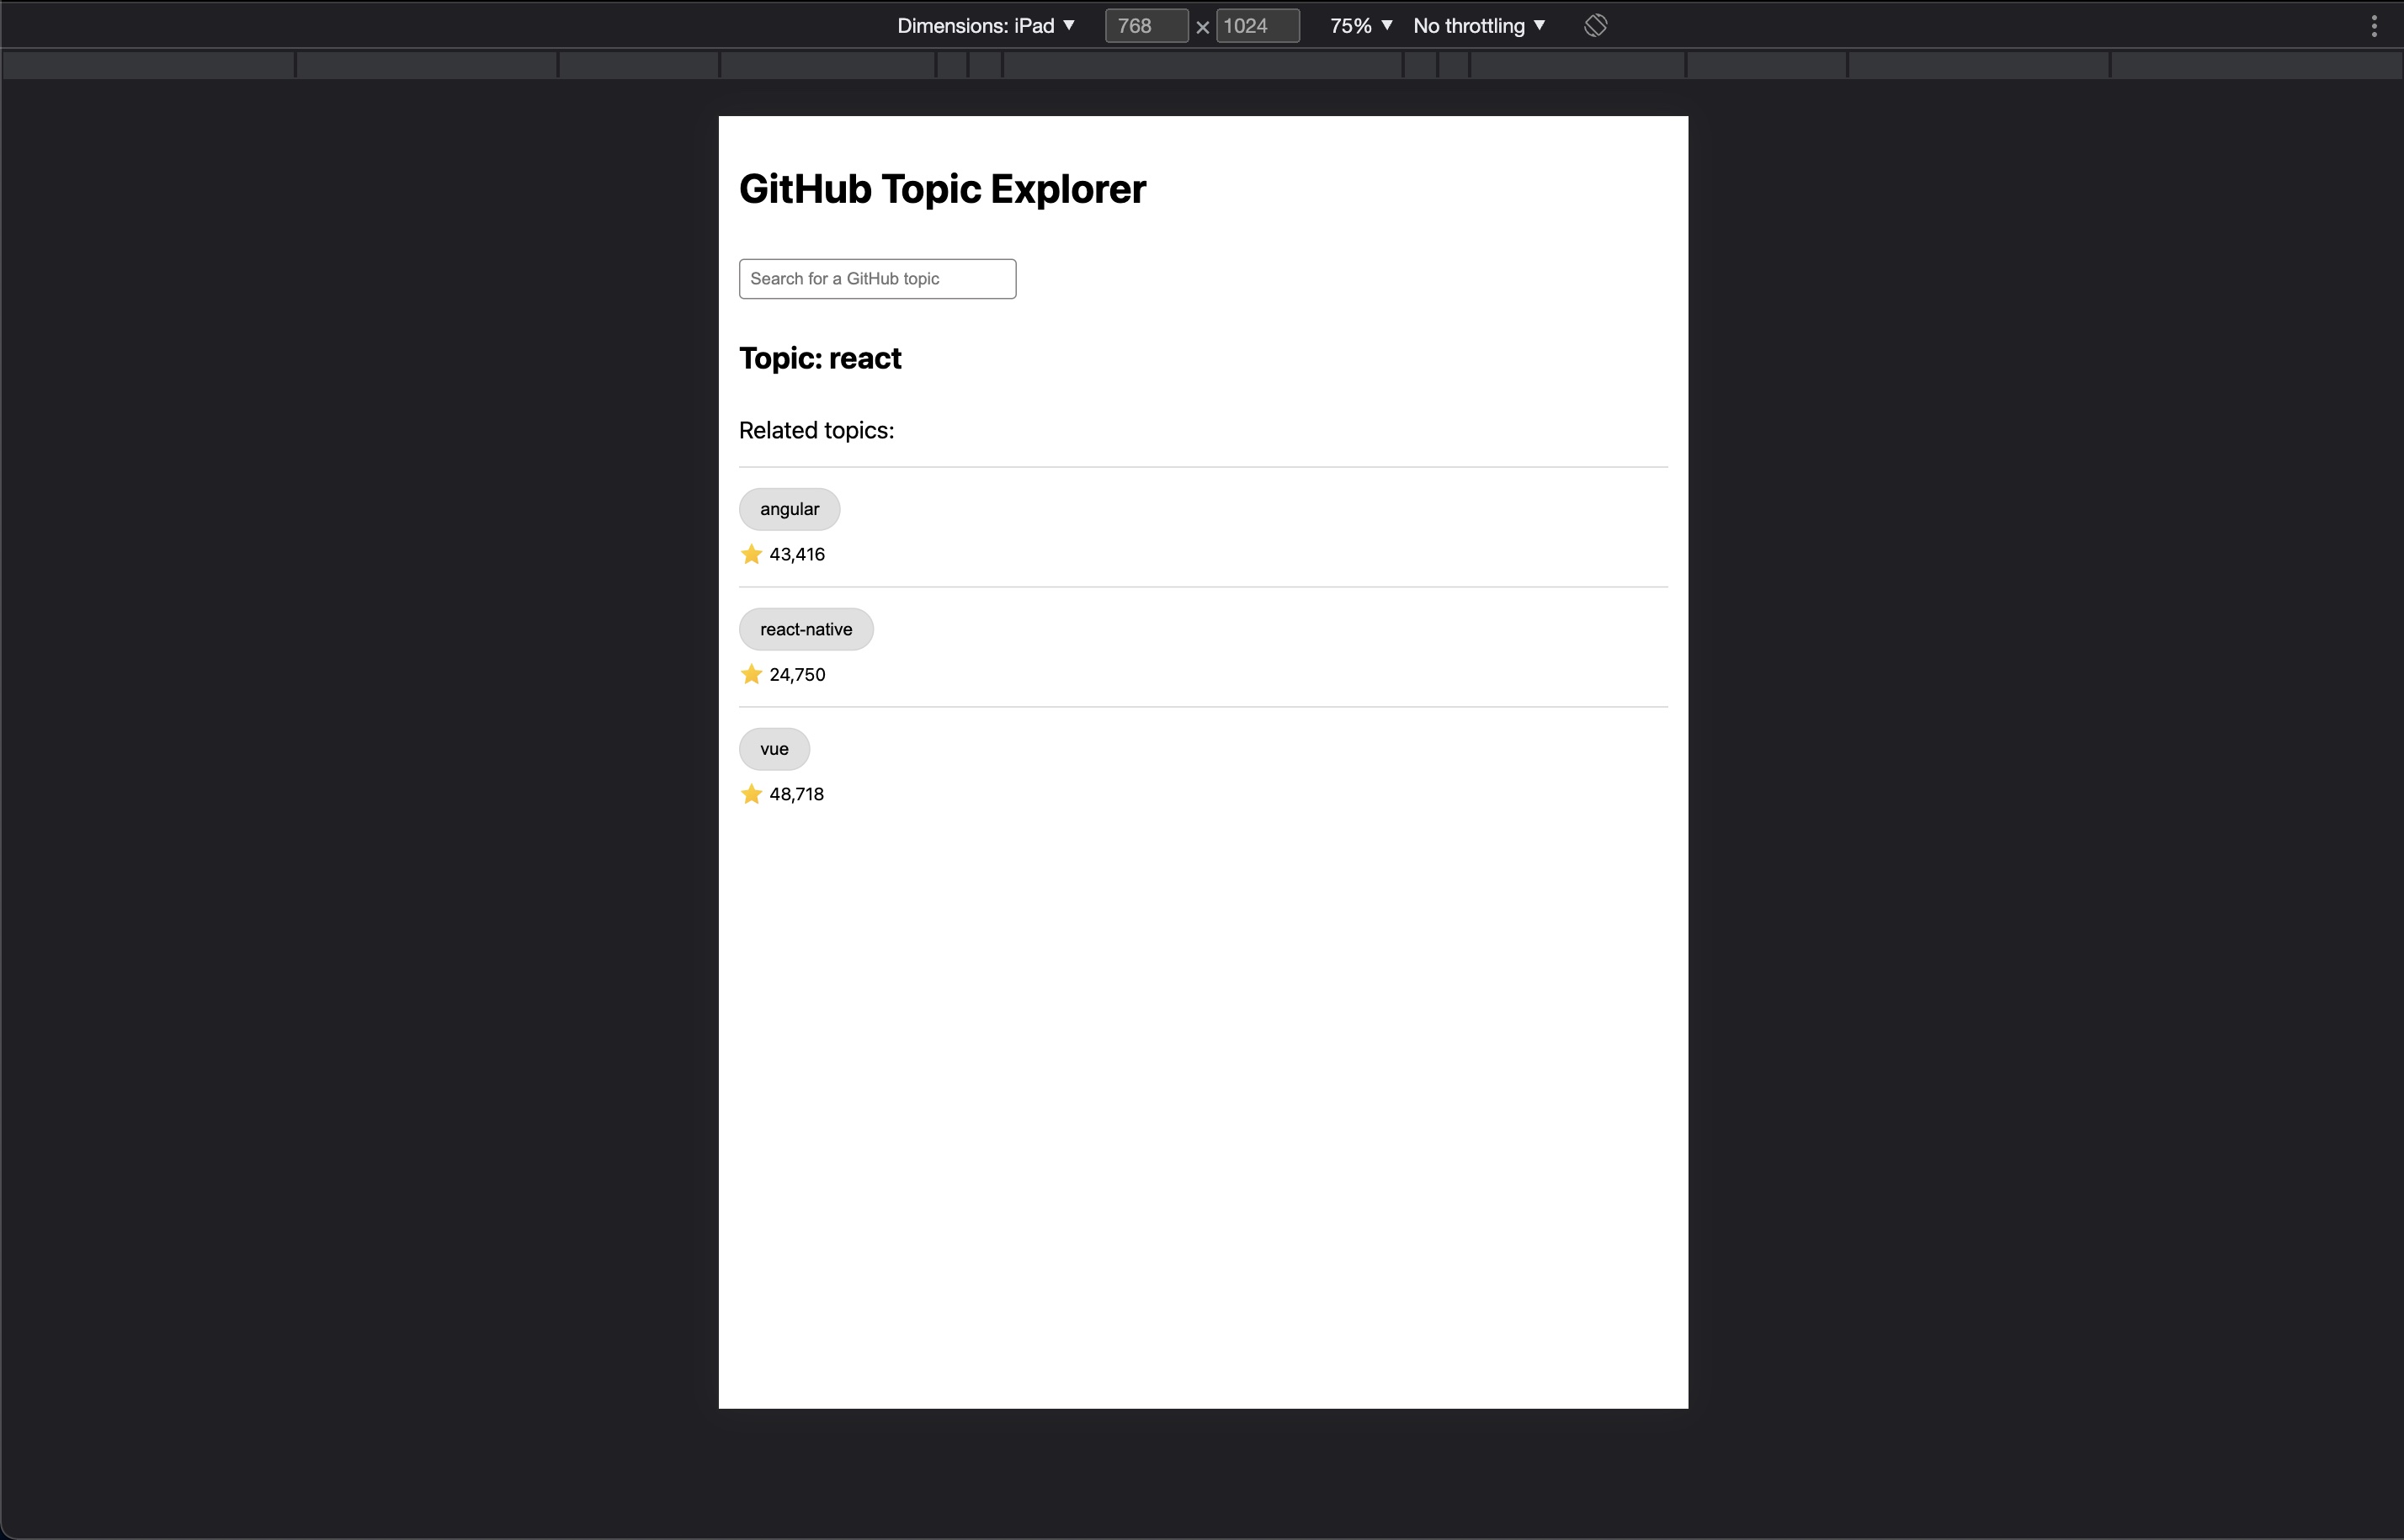 Dimensions: iPad ▼ 768 × 1024 75% ▼ No throttling ▼
GitHub Topic Explorer
Search for a GitHub topic
Topic: react
Related topics:
angular
⭐ 43,416
react-native
⭐ 24,750
vue
⭐ 48,718